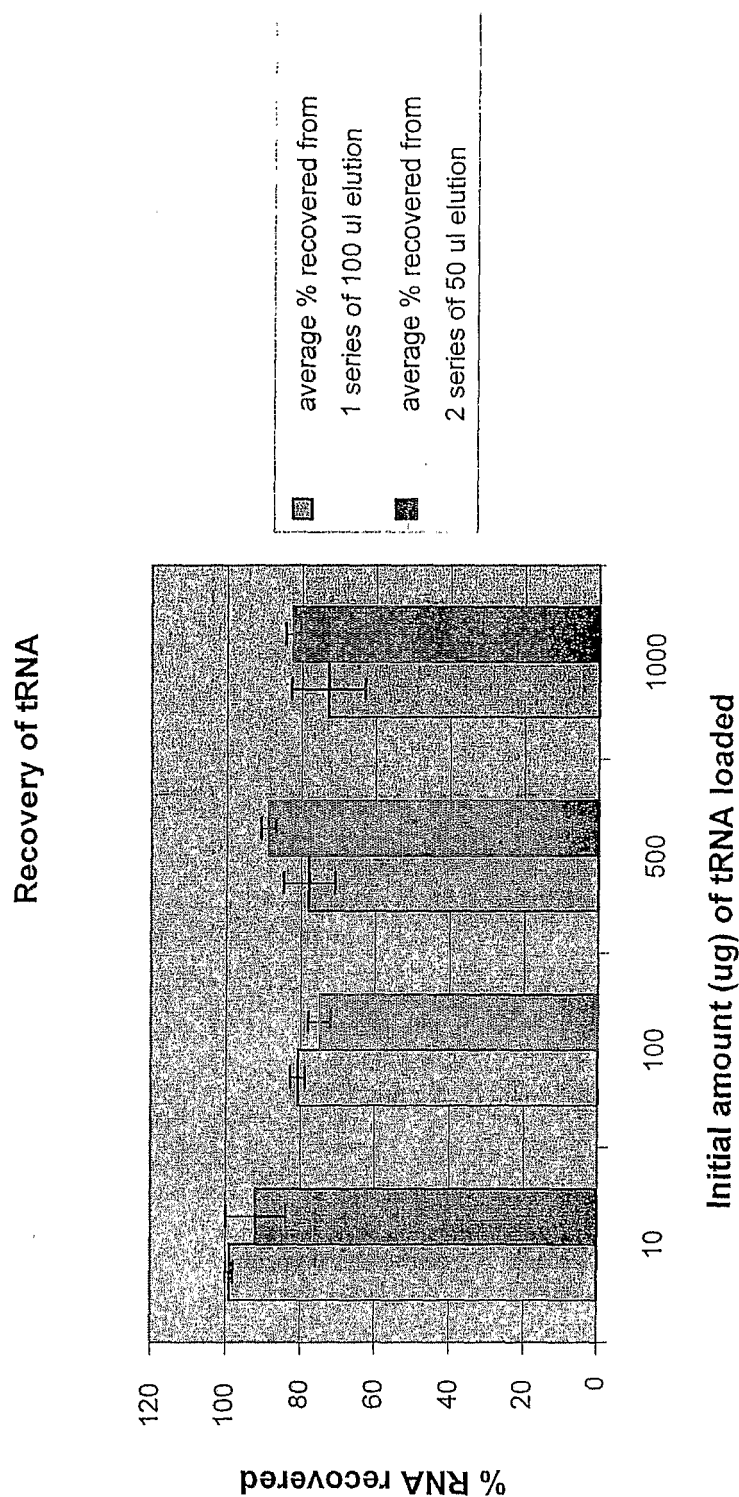 Recovery of tRNA
% RNA recovered
120
100
80
60
40
20
0
10
100
500
1000
Initial amount (ug) of tRNA loaded
average % recovered from
1 series of 100 ul elution
average % recovered from
2 series of 50 ul elution